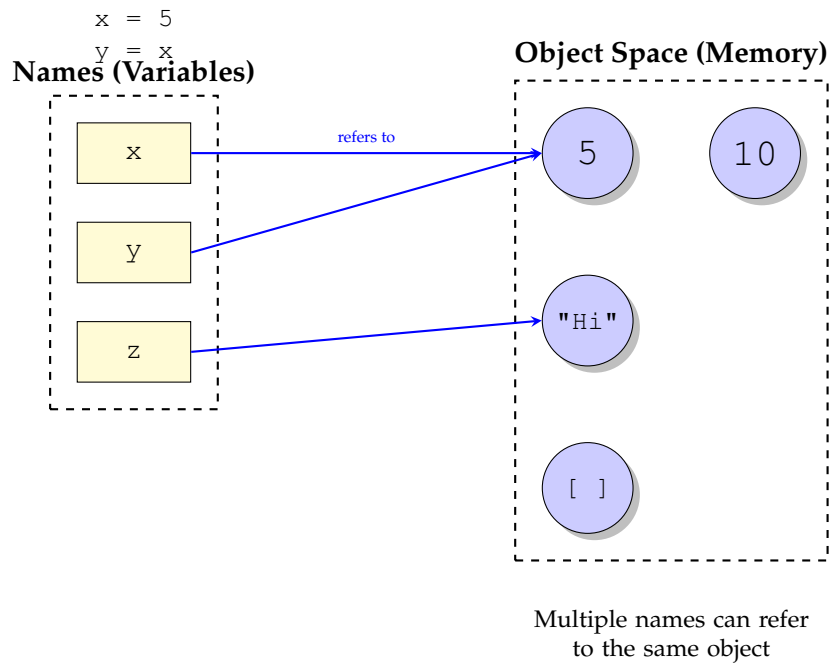 x = 5
y = x
Names (Variables)
Object Space (Memory)
x
refers to
5
10
y
"Hi"
z
[ ]
Multiple names can refer
to the same object